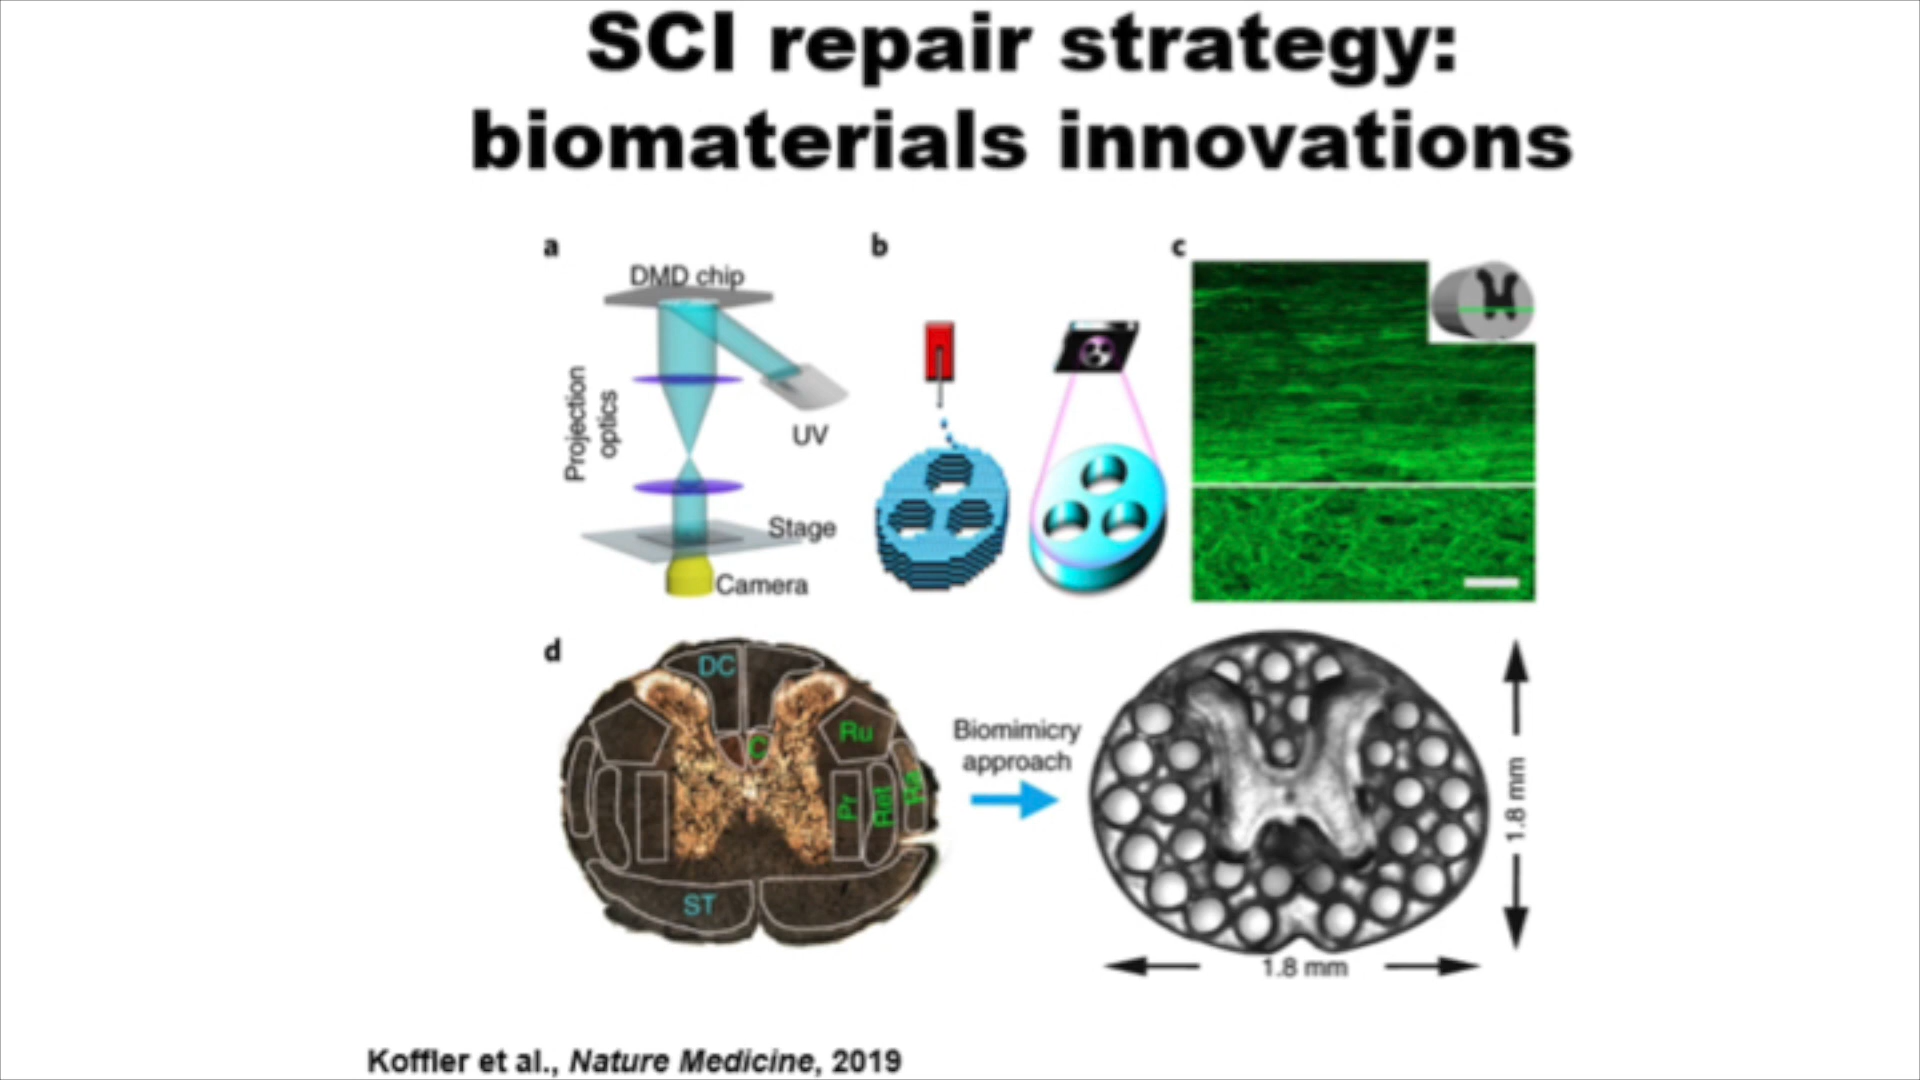 SCI repair strategy:
biomaterials innovations
a
DMD chip
Projection
optics
UV
Stage
Camera
b
c
d
DC
C
Ru
Pr
Ret
Ra
ST
Biomimicry
approach
1.8 mm
1.8 mm
Koffler et al., Nature Medicine, 2019